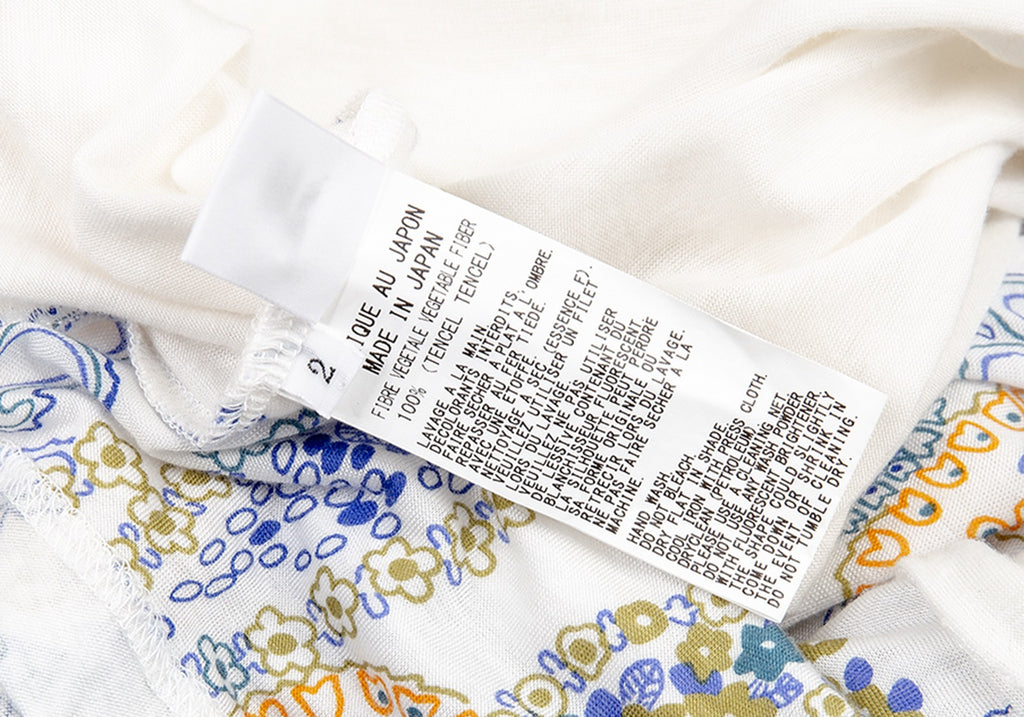 2
IQUE AU JAPON
MADE IN JAPAN
FIBRE VEGETALE VEGETABLE FIBER
100% (TENCEL TENCEL)
LAVAGE A LA MAIN.
DECOLORANTS INTERDITS.
FAIRE SECHER A PLAT A L'OMBRE.
REPASSER AU FER TIEDE.
AVEC UNE ETOFFE.
NETTOYAGE A SEC.
VEUILLEZ UTILISER UN FILET
LORS DU LAVAGE.
VEUILLEZ NE PAS UTILISER
DE LESSIVE CONTENANT DU
BLANCHISSEUR FLUORESCENT.
SA SILHOUETTE PEUT PERDRE
SA FORME ORIGINALE OU
RETRECIR LORS DU LAVAGE.
NE PAS FAIRE SECHER A LA
MACHINE.
HAND WASH.
DO NOT BLEACH.
DRY FLAT IN SHADE.
COOL IRON WITH PRESS CLOTH.
DRYCLEAN
PLEASE USE A CLEANING NET.
DO NOT USE ANY WASH POWDER
WITH FLUORESCENT BRIGHTENER.
THE SHAPE COULD SLIGHTLY
COME DOWN OR SHRINK IN
THE EVENT OF CLEANING
DO NOT TUMBLE DRY.